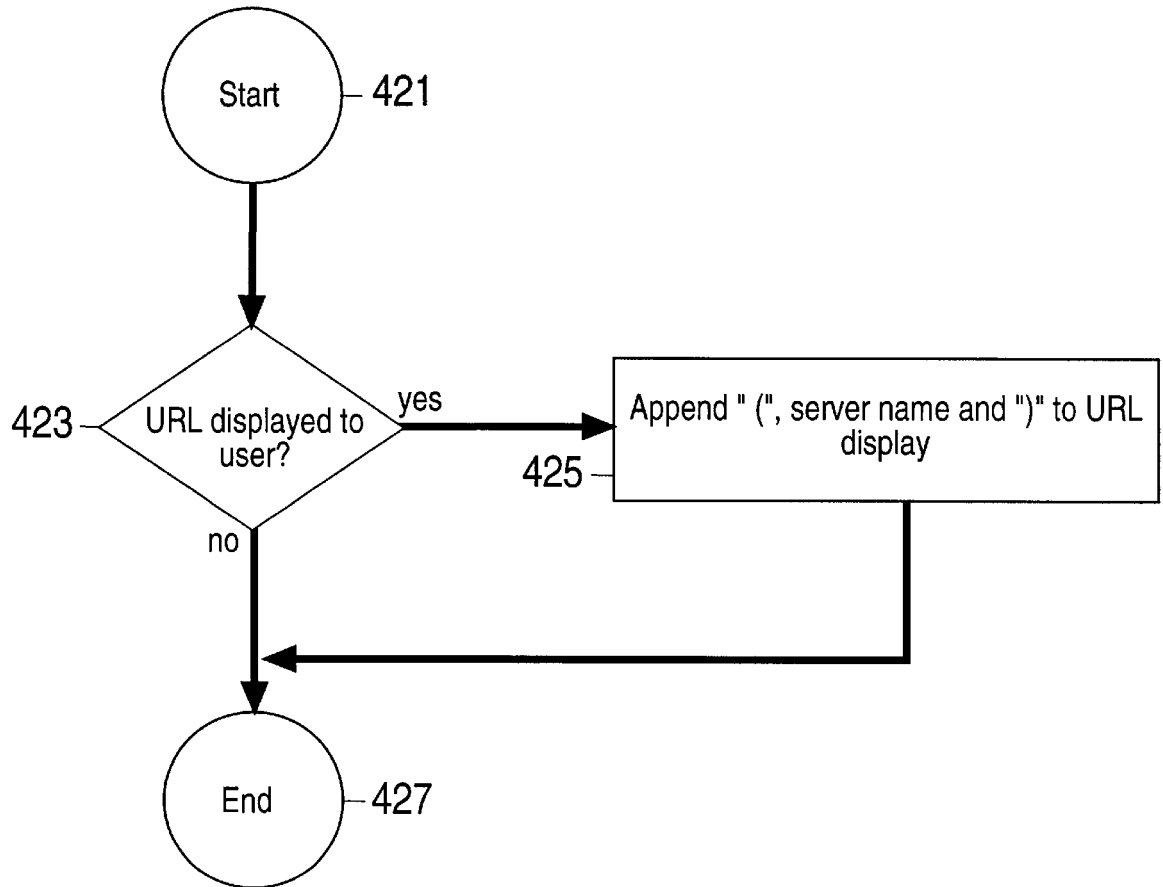 Start
421
423
URL displayed to
user?
yes
no
Append " (", server name and ")" to URL
display
425
End
427